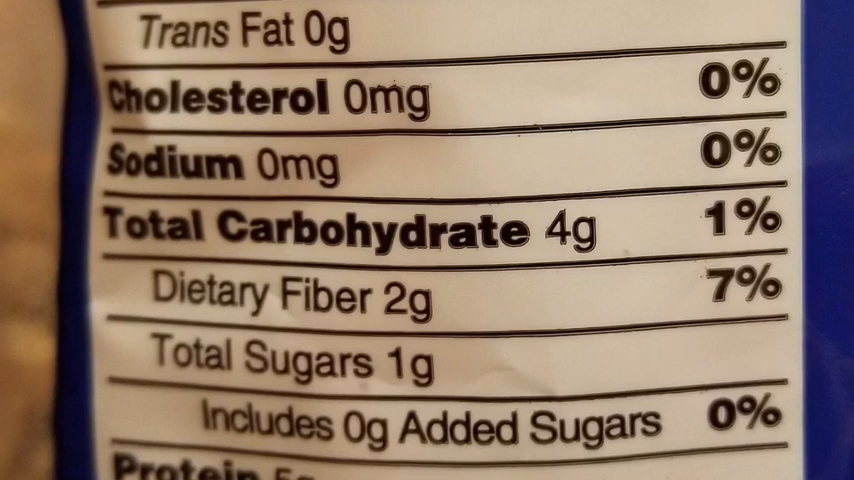 Trans Fat 0g
Cholesterol 0mg 0%
Sodium 0mg 0%
Total Carbohydrate 4g 1%
Dietary Fiber 2g 7%
Total Sugars 1g
Includes 0g Added Sugars 0%
Protein 5g